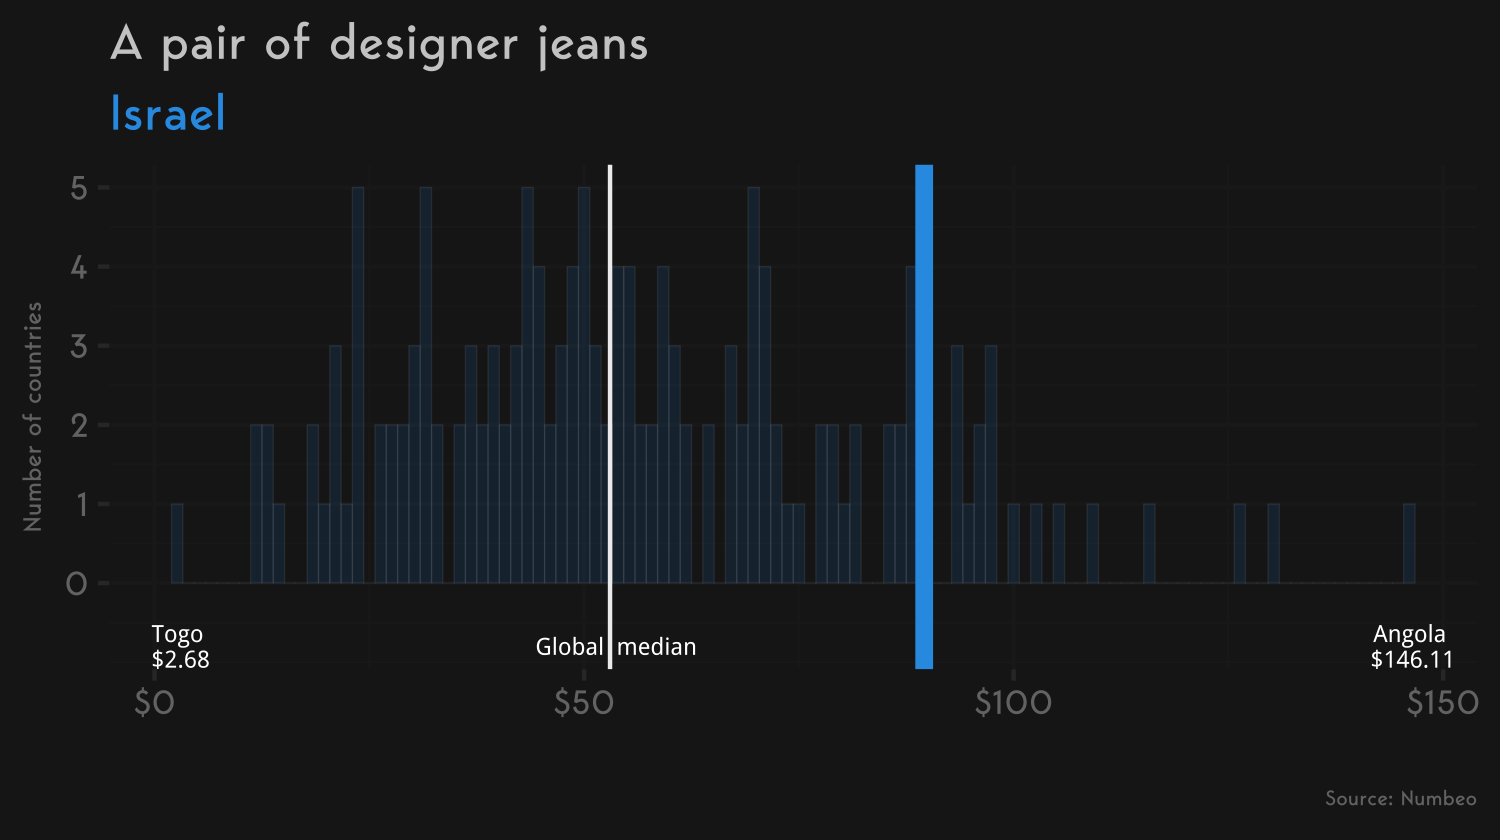 A pair of designer jeans
Israel
Number of countries
5
4
3
2
1
0
Togo
$2.68
Global median
Angola
$146.11
$0 $50 $100 $150
Source: Numbeo